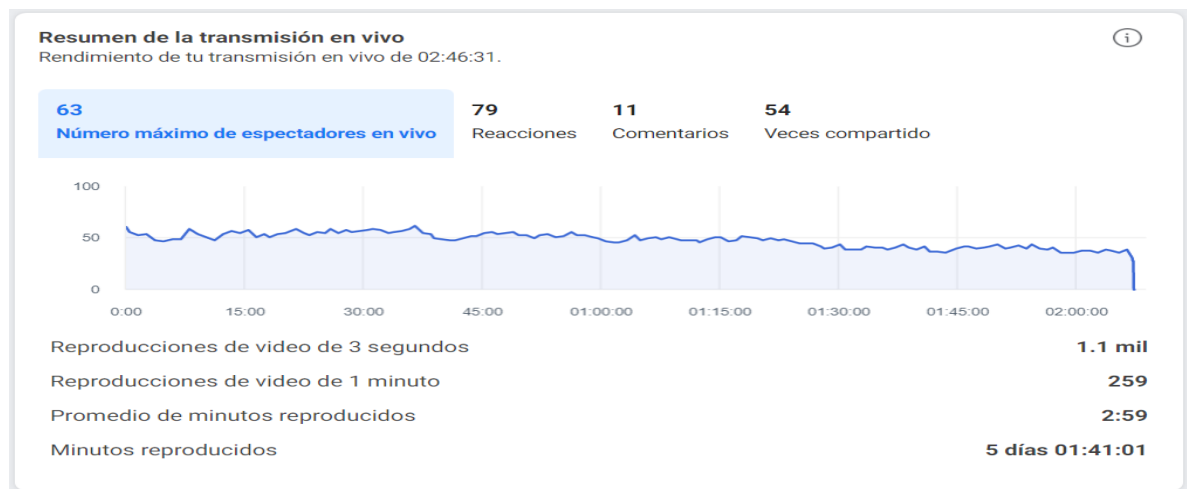 Resumen de la transmisión en vivo
Rendimiento de tu transmisión en vivo de 02:46:31.
63 79 11 54
Número máximo de espectadores en vivo Reacciones Comentarios Veces compartido
100
50
0
0:00 15:00 30:00 45:00 01:00:00 01:15:00 01:30:00 01:45:00 02:00:00
Reproducciones de video de 3 segundos 1.1 mil
Reproducciones de video de 1 minuto 259
Promedio de minutos reproducidos 2:59
Minutos reproducidos 5 días 01:41:01